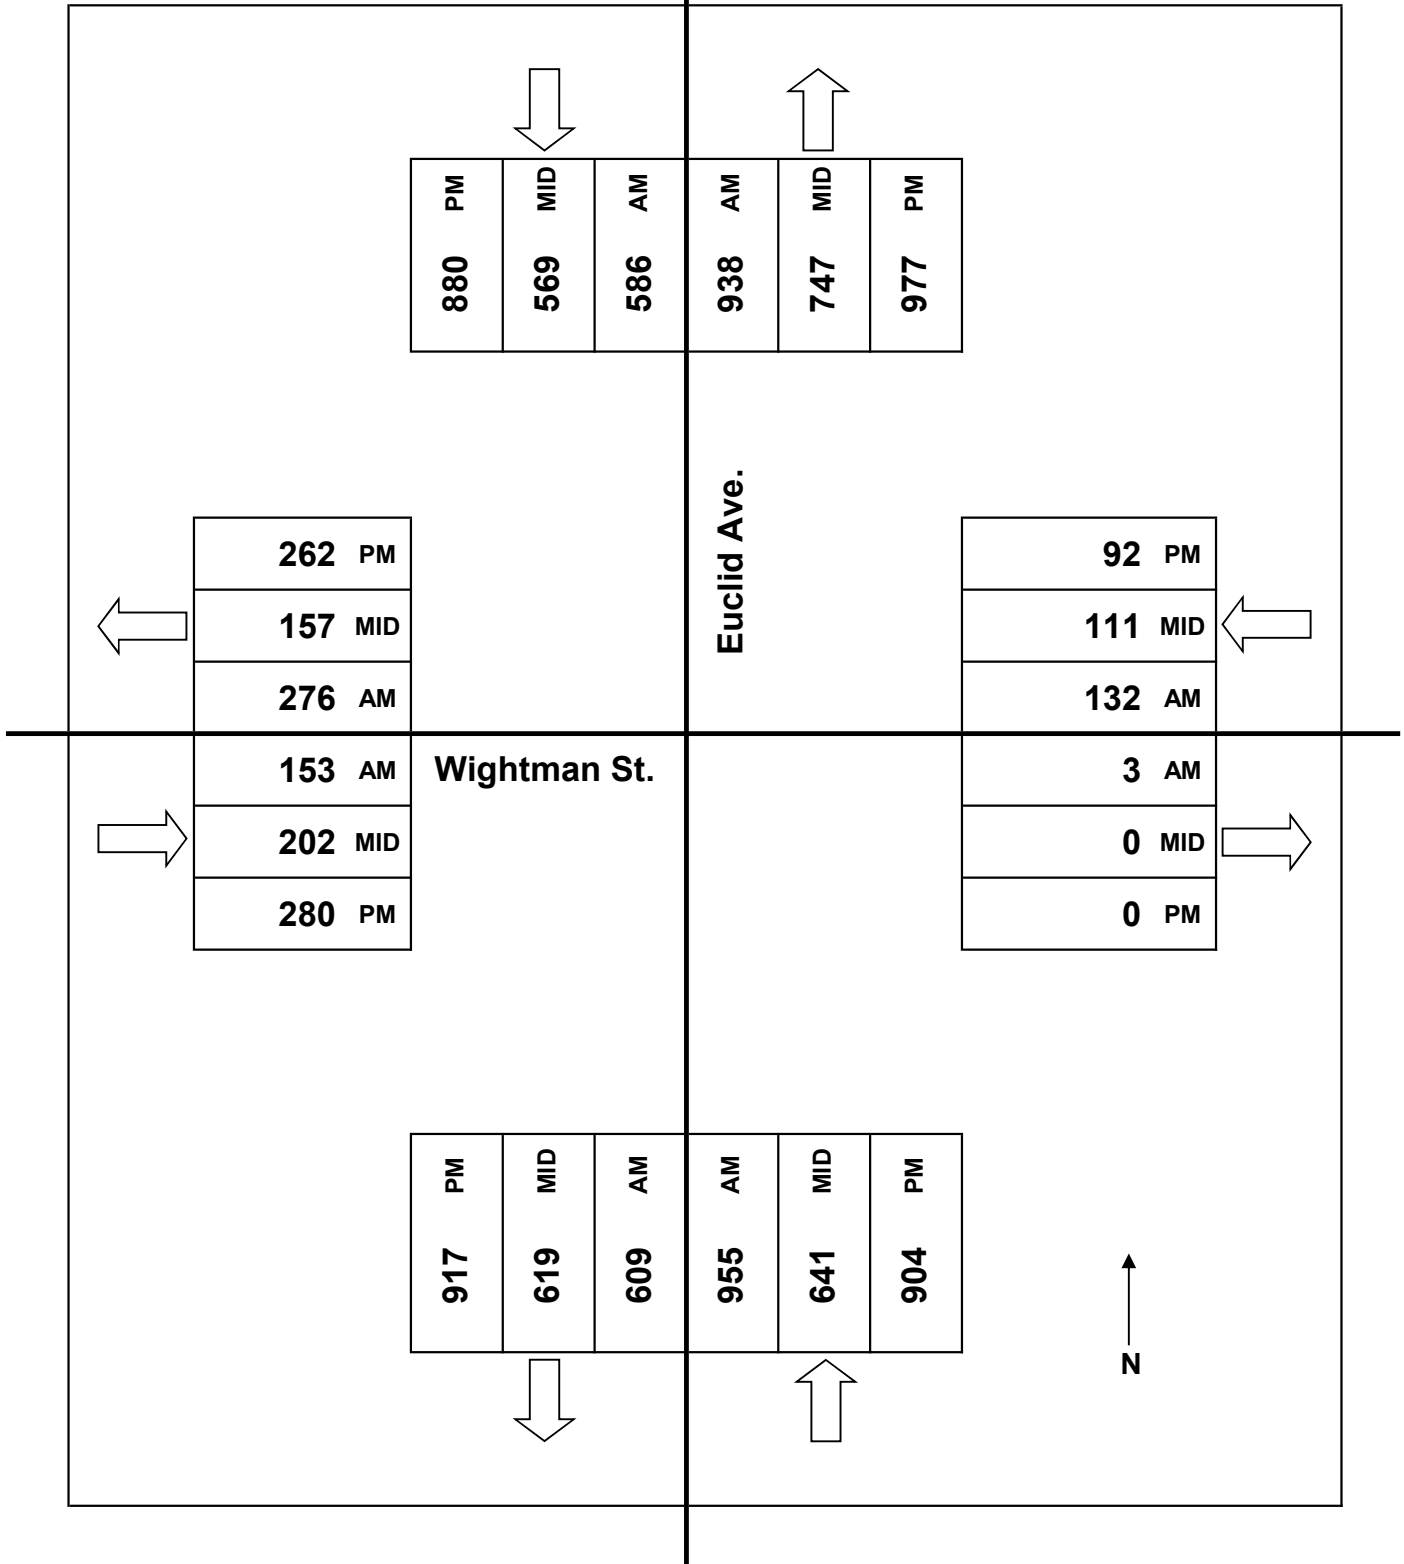 PM MID AM AM MID PM
880 569 586 938 747 977
Euclid Ave.
262 PM
157 MID
276 AM
153 AM
202 MID
280 PM
Wightman St.
92 PM
111 MID
132 AM
3 AM
0 MID
0 PM
PM MID AM AM MID PM
917 619 609 955 641 904
N